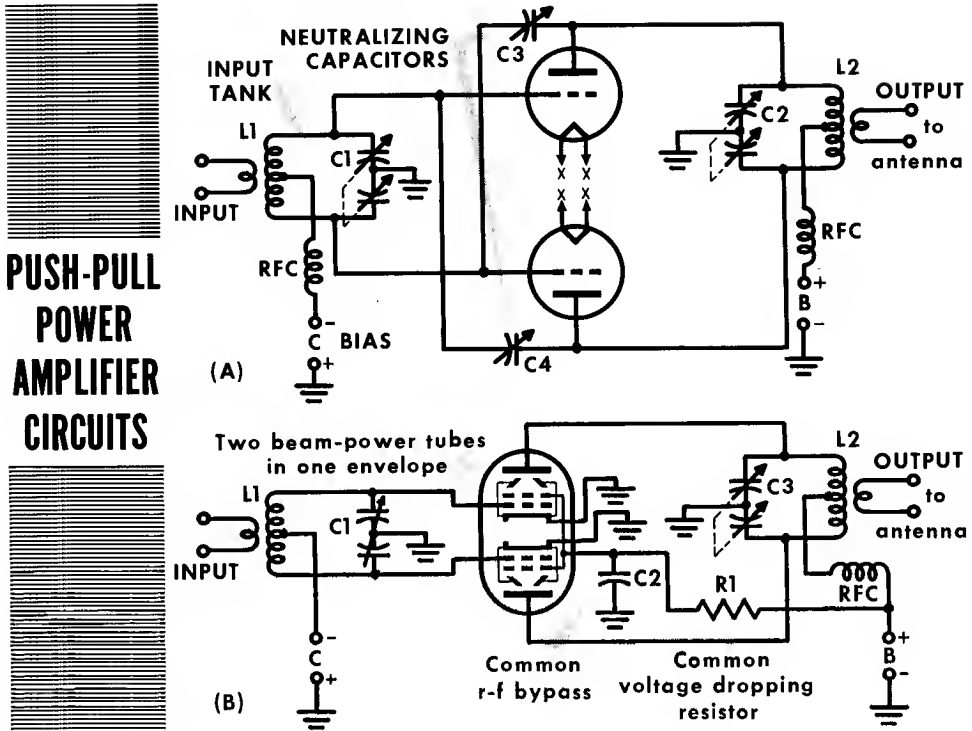 PUSH-PULL
POWER
AMPLIFIER
CIRCUITS
NEUTRALIZING
CAPACITORS
C3
INPUT
TANK
L1
C1
INPUT
RFC
-
C
+
BIAS
(A)
C4
C2
L2
OUTPUT
to
antenna
RFC
+
B
-
Two beam-power tubes
in one envelope
L1
C1
INPUT
-
C
+
(B)
C2
Common
r-f bypass
R1
Common
voltage dropping
resistor
C3
L2
OUTPUT
to
antenna
RFC
+
B
-
X X
X X